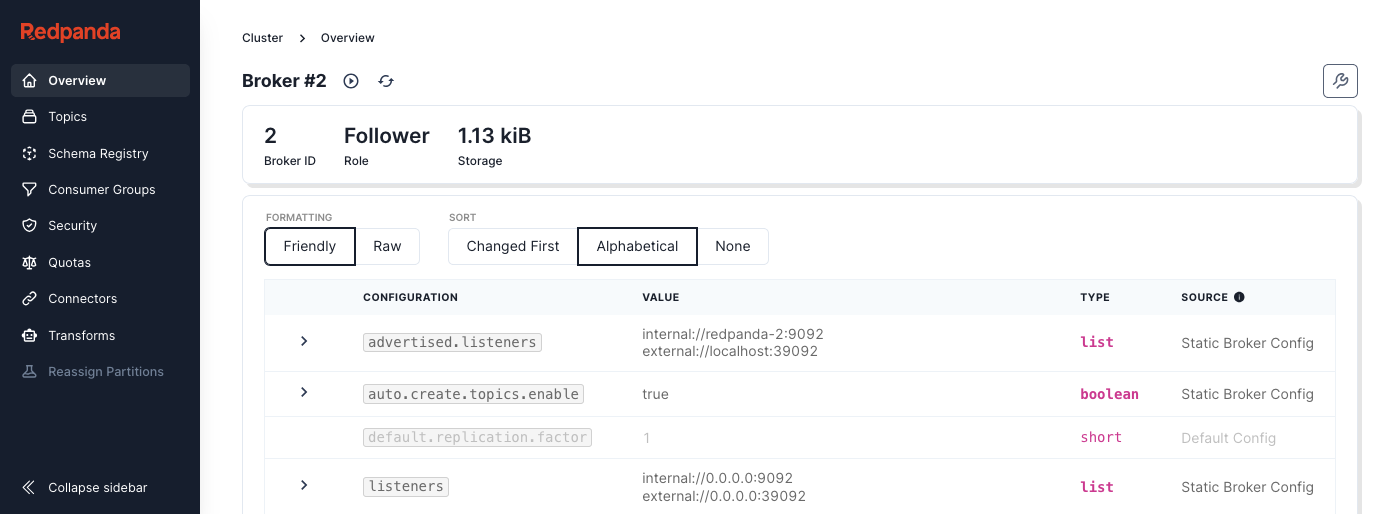 Redpanda
Overview
Topics
Schema Registry
Consumer Groups
Security
Quotas
Connectors
Transforms
Reassign Partitions
Collapse sidebar
Cluster > Overview
Broker #2
2 Follower 1.13 kiB
Broker ID Role Storage
FORMATTING SORT
Friendly Raw Changed First Alphabetical None
CONFIGURATION VALUE TYPE SOURCE
advertised.listeners internal://redpanda-2:9092 list Static Broker Config
external://localhost:39092
auto.create.topics.enable true boolean Static Broker Config
default.replication.factor 1 short Default Config
listeners internal://0.0.0.0:9092 list Static Broker Config
external://0.0.0.0:39092